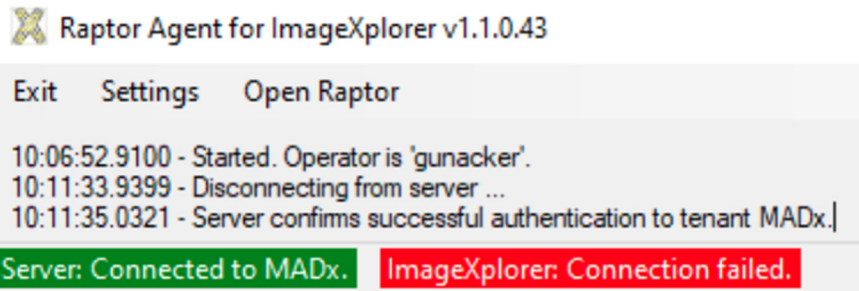 Raptor Agent for ImageXplorer v1.1.0.43
Exit Settings Open Raptor
10:06:52.9100 - Started. Operator is 'gunacker'.
10:11:33.9399 - Disconnecting from server ...
10:11:35.0321 - Server confirms successful authentication to tenant MADx.
Server: Connected to MADx. ImageXplorer: Connection failed.